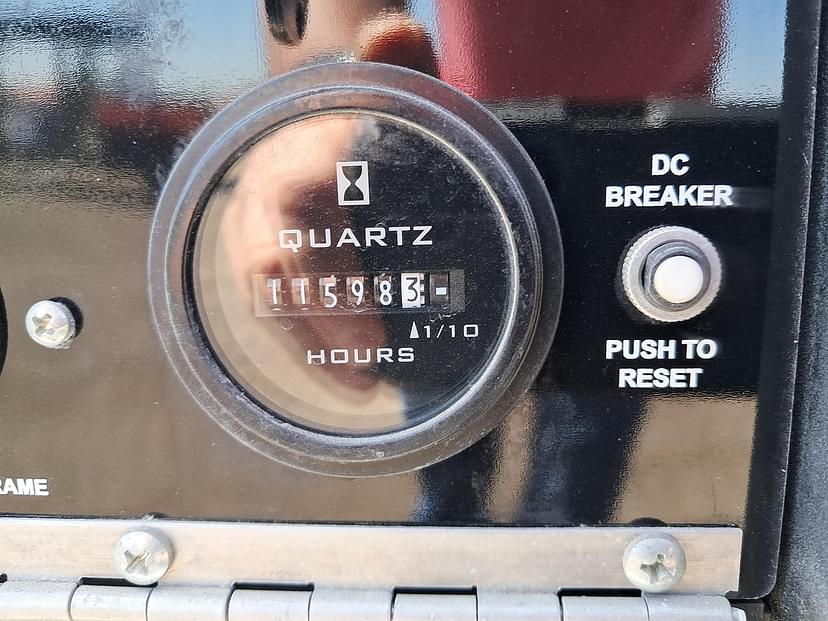 DC
BREAKER
QUARTZ
115983
1/10
HOURS
PUSH TO
RESET
RAME